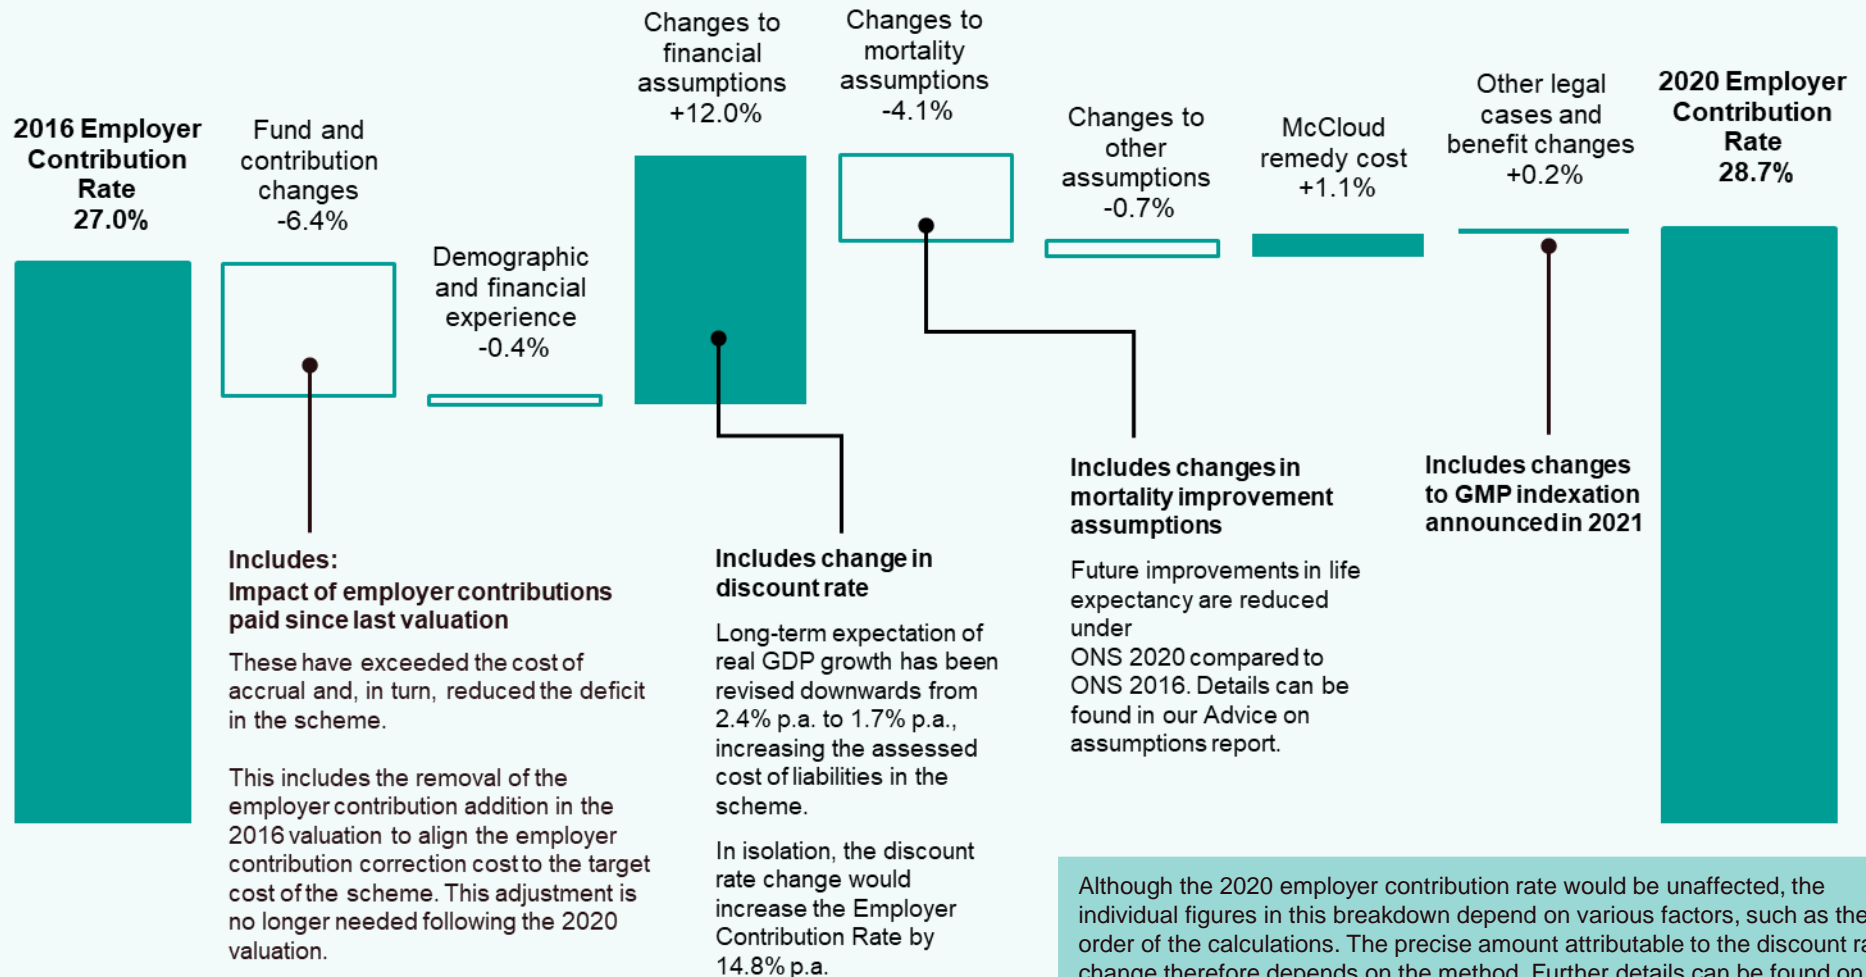 2016 Employer
Contribution
Rate
27.0%
Fund and
contribution
changes
-6.4%
Demographic
and financial
experience
-0.4%
Changes to
financial
assumptions
+12.0%
Changes to
mortality
assumptions
-4.1%
Changes to
other
assumptions
-0.7%
McCloud
remedy cost
+1.1%
Other legal
cases and
benefit changes
+0.2%
2020 Employer
Contribution
Rate
28.7%
Includes:
Impact of employer contributions
paid since last valuation
These have exceeded the cost of
accrual and, in turn, reduced the deficit
in the scheme.
This includes the removal of the
employer contribution addition in the
2016 valuation to align the employer
contribution correction cost to the target
cost of the scheme. This adjustment is
no longer needed following the 2020
valuation.
Includes change in
discount rate
Long-term expectation of
real GDP growth has been
revised downwards from
2.4% p.a. to 1.7% p.a.,
increasing the assessed
cost of liabilities in the
scheme.
In isolation, the discount
rate change would
increase the Employer
Contribution Rate by
14.8% p.a.
Includes changes in
mortality improvement
assumptions
Future improvements in life
expectancy are reduced
under
ONS 2020 compared to
ONS 2016. Details can be
found in our Advice on
assumptions report.
Includes changes
to GMP indexation
announced in 2021
Although the 2020 employer contribution rate would be unaffected, the
individual figures in this breakdown depend on various factors, such as the
order of the calculations. The precise amount attributable to the discount
change therefore depends on the method. Further details can be found on